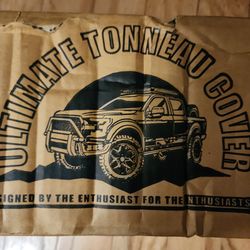 ULTIMATE TONNEAU COVER
SIGNED BY THE ENTHUSIAST FOR THE ENTHUSIASTS